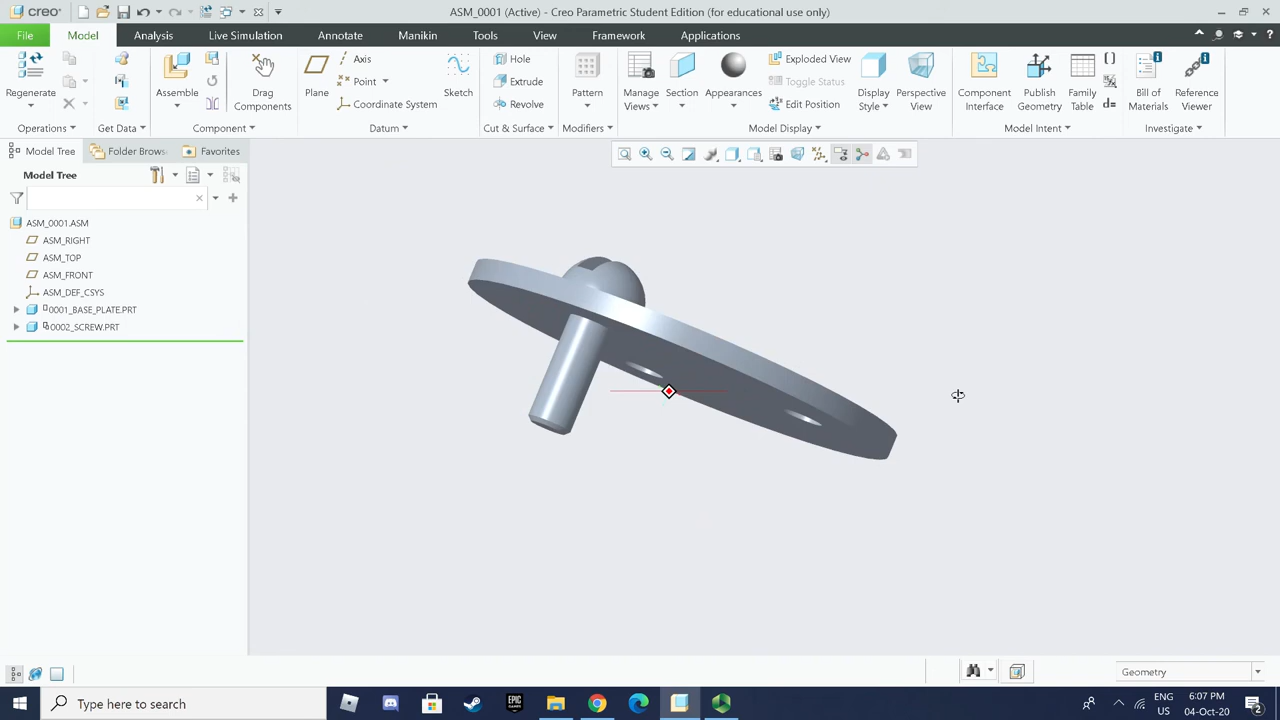 creo ASM_0001 (Active) - Creo Parametric Student Edition (for educational use only)
File Model Analysis Live Simulation Annotate Manikin Tools View Framework Applications
Regenerate
Assemble
Drag Components
Plane
Axis
Point
Coordinate System
Sketch
Hole
Extrude
Revolve
Pattern
Manage Views
Section
Appearances
Exploded View
Toggle Status
Edit Position
Display Style
Perspective View
Component Interface
Publish Geometry
Family Table
Bill of Materials
Reference Viewer
Operations Get Data Component Datum Cut & Surface Modifiers Model Display Model Intent Investigate
Model Tree Folder Brows Favorites
Model Tree
ASM_0001.ASM
ASM_RIGHT
ASM_TOP
ASM_FRONT
ASM_DEF_CSYS
0001_BASE_PLATE.PRT
0002_SCREW.PRT
Geometry
Type here to search
ENG US
6:07 PM
04-Oct-20
2